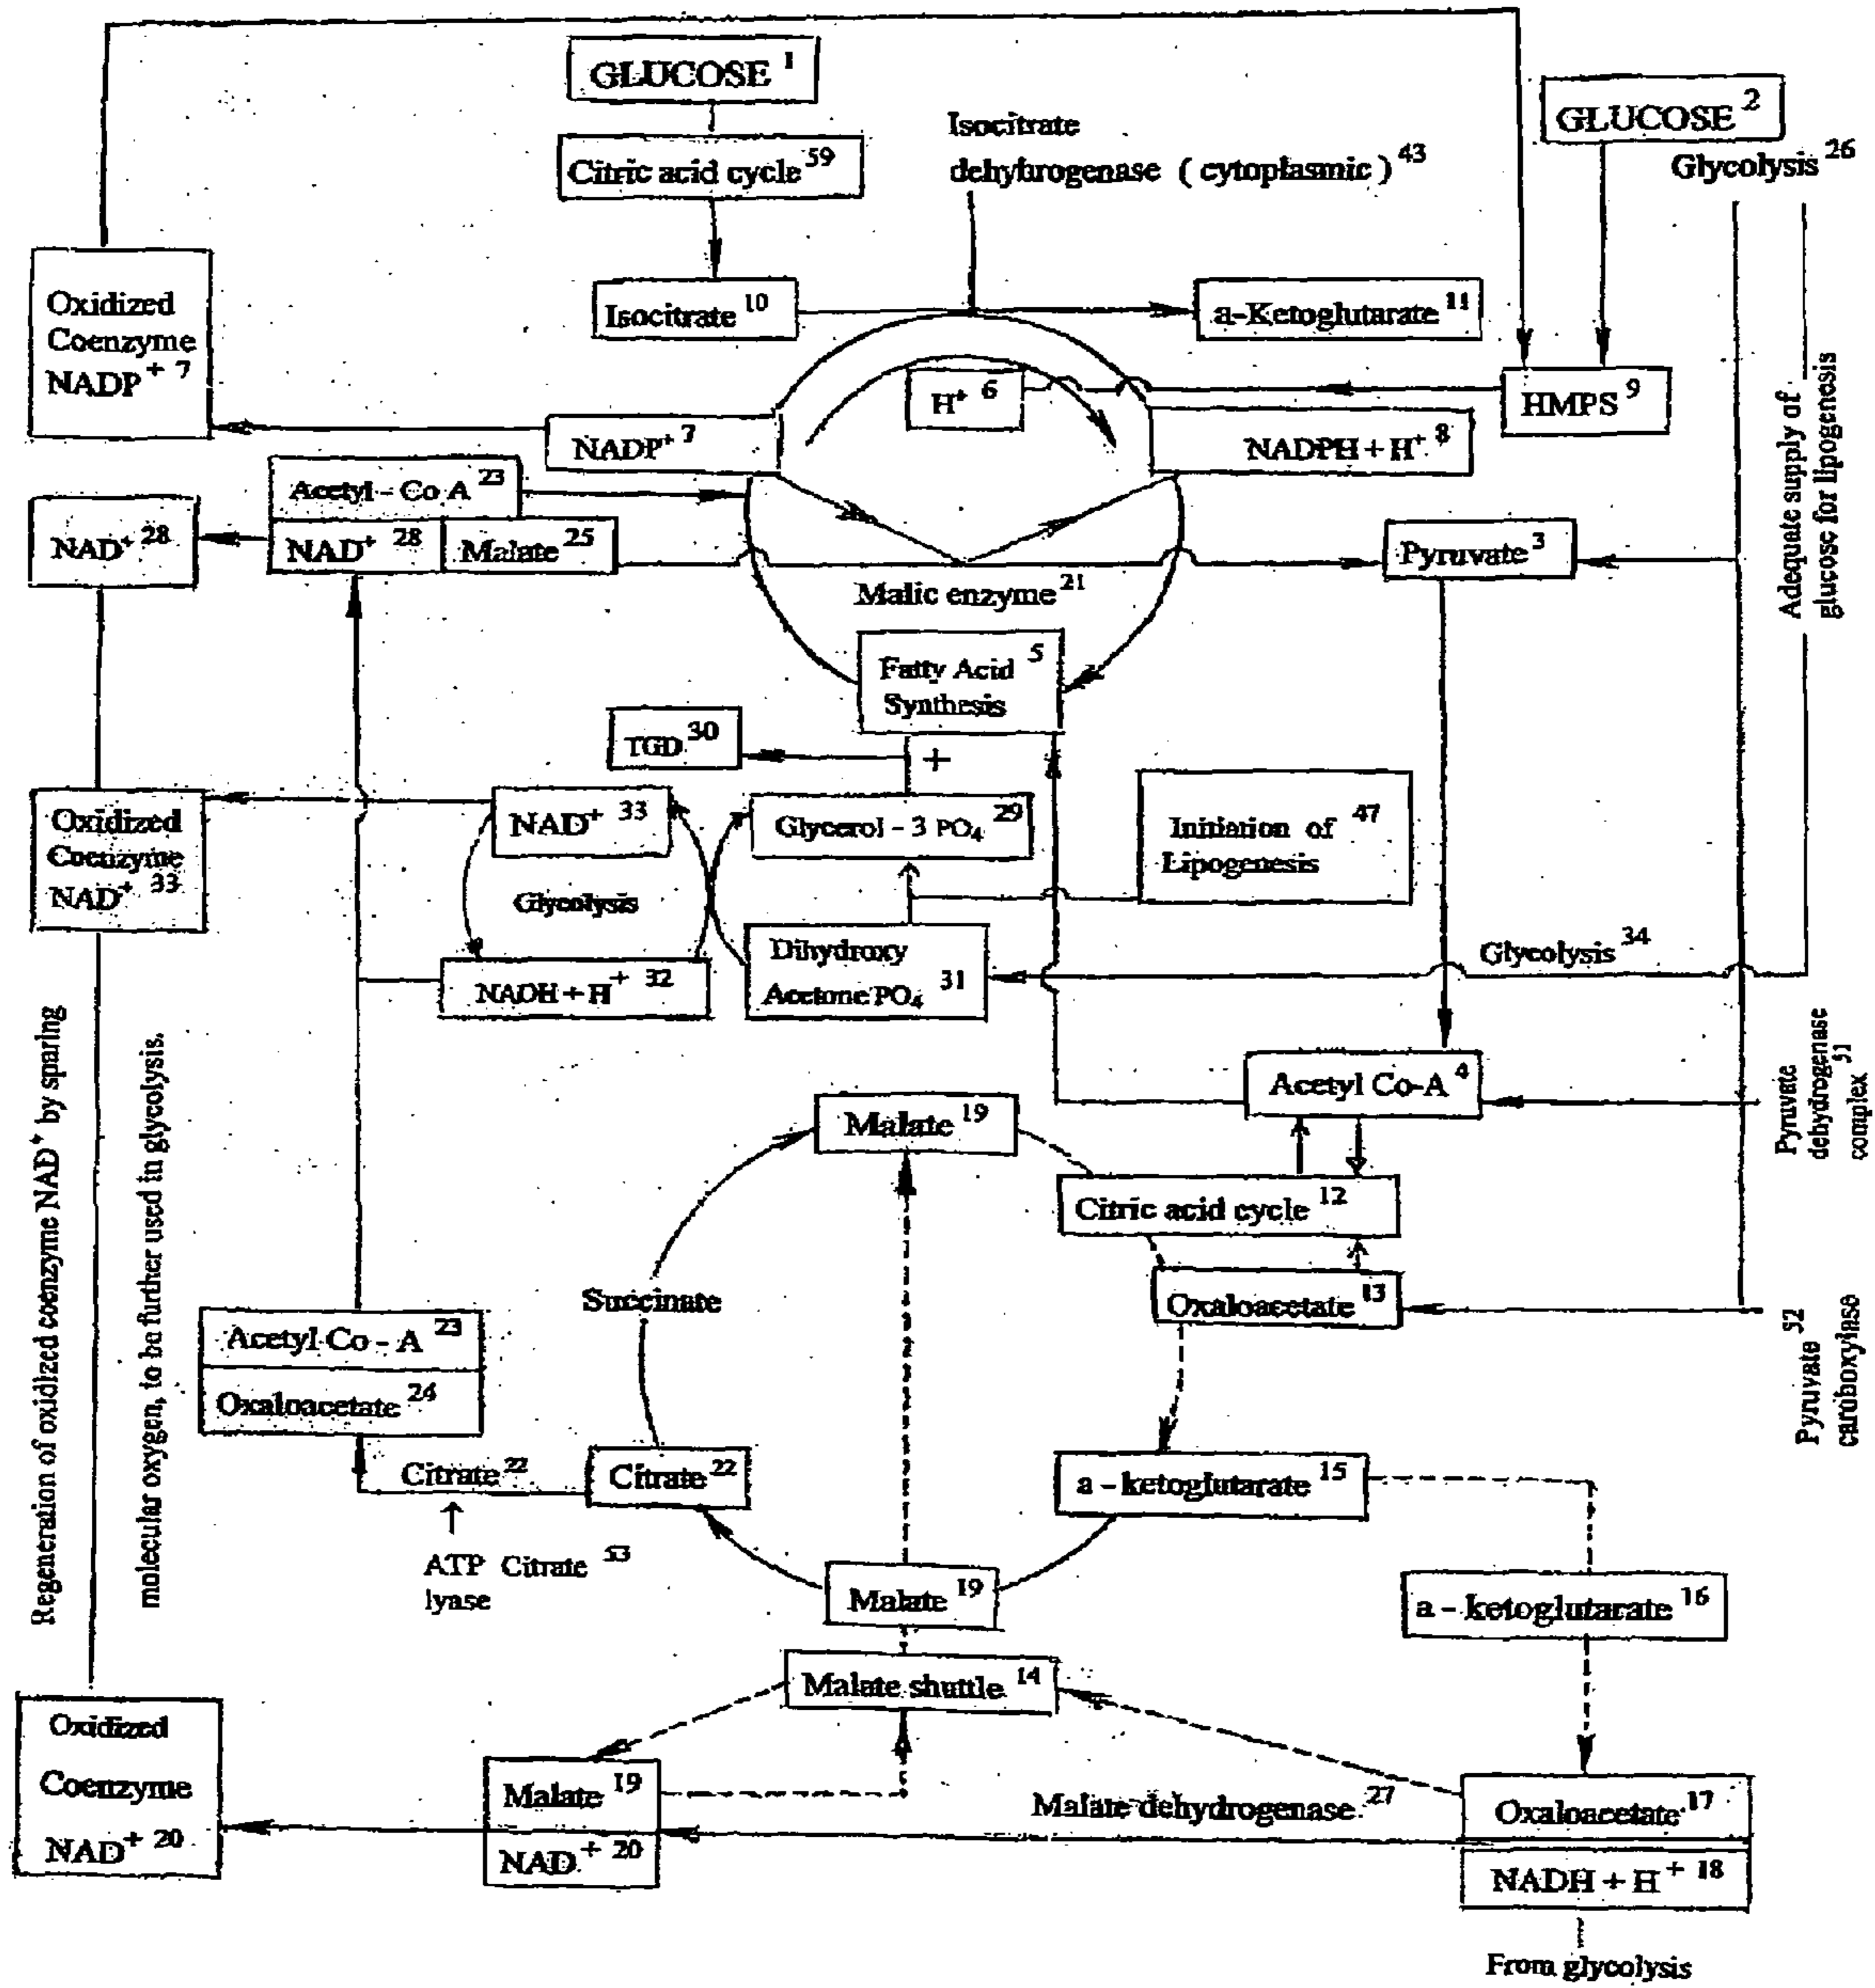 GLUCOSE 1
GLUCOSE 2
Citric acid cycle 59
Isocitrate
dehybrogenase ( cytoplasmic ) 43
Glycolysis 26
Oxidized
Coenzyme
NADP+ 7
Isocitrate 10
a-Ketoglutarate 11
H+ 6
HMPS 9
NADP+ 7
NADPH + H+ 8
Adequate supply of
glucose for lipogenesis
Acetyl - Co A 23
NAD+ 28
NAD+ 28
Malate 25
Pyruvate 3
Malic enzyme 21
Fatty Acid 5
Synthesis
TGD 30
+
Oxidized
Coenzyme
NAD+ 33
NAD+ 33
Glycerol - 3 PO4 29
Initiation of 47
Lipogenesis
Glycolysis
Dihydroxy
Acetone PO4 31
Glycolysis 34
NADH + H+ 32
Regeneration of oxidized coenzyme NAD+ by sparing
molecular oxygen, to be further used in glycolysis.
Acetyl Co-A 4
Pyruvate
dehydrogenase
complex 51
Malate 19
Citric acid cycle 12
Oxaloacetate 13
Succinate
Pyruvate 52
caruboxylase
Acetyl Co - A 23
Oxaloacetate 24
Citrate 22
Citrate 22
a - ketoglutarate 15
ATP Citrate 53
lyase
Malate 19
a - ketoglutarate 16
Malate shuttle 14
Oxidized
Coenzyme
NAD+ 20
Malate 19
NAD+ 20
Malate dehydrogenase 27
Oxaloacetate 17
NADH + H+ 18
From glycolysis